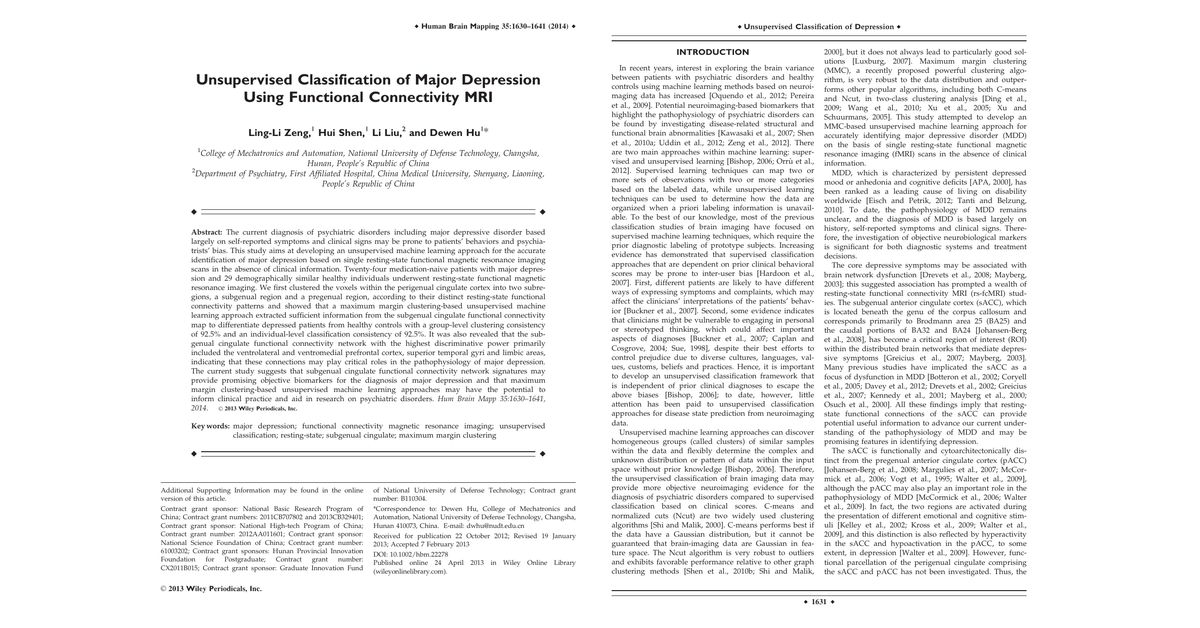 ◆ Human Brain Mapping 35:1630–1641 (2014) ◆
Unsupervised Classification of Major Depression
Using Functional Connectivity MRI
Ling-Li Zeng,1 Hui Shen,1 Li Liu,2 and Dewen Hu1*
1College of Mechatronics and Automation, National University of Defense Technology, Changsha,
Hunan, People's Republic of China
2Department of Psychiatry, First Affiliated Hospital, China Medical University, Shenyang, Liaoning,
People's Republic of China
Abstract: The current diagnosis of psychiatric disorders including major depressive disorder based
largely on self-reported symptoms and clinical signs may be prone to patients' behaviors and psychia-
trists' bias. This study aims at developing an unsupervised machine learning approach for the accurate
identification of major depression based on single resting-state functional magnetic resonance imaging
scans in the absence of clinical information. Twenty-four medication-naive patients with major depres-
sion and 29 demographically similar healthy individuals underwent resting-state functional magnetic
resonance imaging. We first clustered the voxels within the perigenual cingulate cortex into two subre-
gions, a subgenual region and a pregenual region, according to their distinct resting-state functional
connectivity patterns and showed that a maximum margin clustering-based unsupervised machine
learning approach extracted sufficient information from the subgenual cingulate functional connectivity
map to differentiate depressed patients from healthy controls with a group-level clustering consistency
of 92.5% and an individual-level classification consistency of 92.5%. It was also revealed that the sub-
genual cingulate functional connectivity network with the highest discriminative power primarily
included the ventrolateral and ventromedial prefrontal cortex, superior temporal gyri and limbic areas,
indicating that these connections may play critical roles in the pathophysiology of major depression.
The current study suggests that subgenual cingulate functional connectivity network signatures may
provide promising objective biomarkers for the diagnosis of major depression and that maximum
margin clustering-based unsupervised machine learning approaches may have the potential to
inform clinical practice and aid in research on psychiatric disorders. Hum Brain Mapp 35:1630–1641,
2014. © 2013 Wiley Periodicals, Inc.
Key words: major depression; functional connectivity magnetic resonance imaging; unsupervised
classification; resting-state; subgenual cingulate; maximum margin clustering
Additional Supporting Information may be found in the online
version of this article.
Contract grant sponsor: National Basic Research Program of
China; Contract grant numbers: 2011CB707802 and 2013CB329401;
Contract grant sponsor: National High-tech Program of China;
Contract grant number: 2012AA011601; Contract grant sponsor:
National Science Foundation of China; Contract grant number:
61003202; Contract grant sponsors: Hunan Provincial Innovation
Foundation for Postgraduate; Contract grant number:
CX2011B015; Contract grant sponsor: Graduate Innovation Fund
of National University of Defense Technology; Contract grant
number: B110304.
*Correspondence to: Dewen Hu, College of Mechatronics and
Automation, National University of Defense Technology, Changsha,
Hunan 410073, China. E-mail: dwhu@nudt.edu.cn
Received for publication 22 October 2012; Revised 19 January
2013; Accepted 7 February 2013
DOI: 10.1002/hbm.22278
Published online 24 April 2013 in Wiley Online Library
(wileyonlinelibrary.com).
© 2013 Wiley Periodicals, Inc.
◆ Unsupervised Classification of Depression ◆
INTRODUCTION
In recent years, interest in exploring the brain variance
between patients with psychiatric disorders and healthy
controls using machine learning methods based on neuroi-
maging data has increased [Oquendo et al., 2012; Pereira
et al., 2009]. Potential neuroimaging-based biomarkers that
highlight the pathophysiology of psychiatric disorders can
be found by investigating disease-related structural and
functional brain abnormalities [Kawasaki et al., 2007; Shen
et al., 2010a; Uddin et al., 2012; Zeng et al., 2012]. There
are two main approaches within machine learning: super-
vised and unsupervised learning [Bishop, 2006; Orrù et al.,
2012]. Supervised learning techniques can map two or
more sets of observations with two or more categories
based on the labeled data, while unsupervised learning
techniques can be used to determine how the data are
organized when a priori labeling information is unavail-
able. To the best of our knowledge, most of the previous
classification studies of brain imaging have focused on
supervised machine learning techniques, which require the
prior diagnostic labeling of prototype subjects. Increasing
evidence has demonstrated that supervised classification
approaches that are dependent on prior clinical behavioral
scores may be prone to inter-user bias [Hardoon et al.,
2007]. First, different patients are likely to have different
ways of expressing symptoms and complaints, which may
affect the clinicians' interpretations of the patients' behav-
ior [Buckner et al., 2007]. Second, some evidence indicates
that clinicians might be vulnerable to engaging in personal
or stereotyped thinking, which could affect important
aspects of diagnoses [Buckner et al., 2007; Caplan and
Cosgrove, 2004; Sue, 1998], despite their best efforts to
control prejudice due to diverse cultures, languages, val-
ues, customs, beliefs and practices. Hence, it is important
to develop an unsupervised classification framework that
is independent of prior clinical diagnoses to escape the
above biases [Bishop, 2006]; to date, however, little
attention has been paid to unsupervised classification
approaches for disease state prediction from neuroimaging
data.
Unsupervised machine learning approaches can discover
homogeneous groups (called clusters) of similar samples
within the data and flexibly determine the complex and
unknown distribution or pattern of data within the input
space without prior knowledge [Bishop, 2006]. Therefore,
the unsupervised classification of brain imaging data may
provide more objective neuroimaging evidence for the
diagnosis of psychiatric disorders compared to supervised
classification based on clinical scores. C-means and
normalized cuts (Ncut) are two widely used clustering
algorithms [Shi and Malik, 2000]. C-means performs best if
the data have a Gaussian distribution, but it cannot be
guaranteed that brain-imaging data are Gaussian in fea-
ture space. The Ncut algorithm is very robust to outliers
and exhibits favorable performance relative to other graph
clustering methods [Shen et al., 2010b; Shi and Malik,
2000], but it does not always lead to particularly good sol-
utions [Luxburg, 2007]. Maximum margin clustering
(MMC), a recently proposed powerful clustering algo-
rithm, is very robust to the data distribution and outper-
forms other popular algorithms, including both C-means
and Ncut, in two-class clustering analysis [Ding et al.,
2009; Wang et al., 2010; Xu et al., 2005; Xu and
Schuurmans, 2005]. This study attempted to develop an
MMC-based unsupervised machine learning approach for
accurately identifying major depressive disorder (MDD)
on the basis of single resting-state functional magnetic
resonance imaging (fMRI) scans in the absence of clinical
information.
MDD, which is characterized by persistent depressed
mood or anhedonia and cognitive deficits [APA, 2000], has
been ranked as a leading cause of living on disability
worldwide [Eisch and Petrik, 2012; Tanti and Belzung,
2010]. To date, the pathophysiology of MDD remains
unclear, and the diagnosis of MDD is based largely on
history, self-reported symptoms and clinical signs. There-
fore, the investigation of objective neurobiological markers
is significant for both diagnostic systems and treatment
decisions.
The core depressive symptoms may be associated with
brain network dysfunction [Drevets et al., 2008; Mayberg,
2003]; this suggested association has prompted a wealth of
resting-state functional connectivity MRI (rs-fcMRI) stud-
ies. The subgenual anterior cingulate cortex (sACC), which
is located beneath the genu of the corpus callosum and
corresponds primarily to Brodmann area 25 (BA25) and
the caudal portions of BA32 and BA24 [Johansen-Berg
et al., 2008], has become a critical region of interest (ROI)
within the distributed brain networks that mediate depres-
sive symptoms [Greicius et al., 2007; Mayberg, 2003].
Many previous studies have implicated the sACC as a
focus of dysfunction in MDD [Botteron et al., 2002; Coryell
et al., 2005; Davey et al., 2012; Drevets et al., 2002; Greicius
et al., 2007; Kennedy et al., 2001; Mayberg et al., 2000;
Osuch et al., 2000]. All these findings imply that resting-
state functional connections of the sACC can provide
potential useful information to advance our current under-
standing of the pathophysiology of MDD and may be
promising features in identifying depression.
The sACC is functionally and cytoarchitectonically dis-
tinct from the pregenual anterior cingulate cortex (pACC)
[Johansen-Berg et al., 2008; Margulies et al., 2007; McCor-
mick et al., 2006; Vogt et al., 1995; Walter et al., 2009],
although the pACC may also play an important role in the
pathophysiology of MDD [McCormick et al., 2006; Walter
et al., 2009]. In fact, the two regions are activated during
the presentation of different emotional and cognitive stim-
uli [Kelley et al., 2002; Kross et al., 2009; Walter et al.,
2009], and this distinction is also reflected by hyperactivity
in the sACC and hypoactivation in the pACC, to some
extent, in depression [Walter et al., 2009]. However, func-
tional parcellation of the perigenual cingulate comprising
the sACC and pACC has not been investigated. Thus, the
◆ 1631 ◆